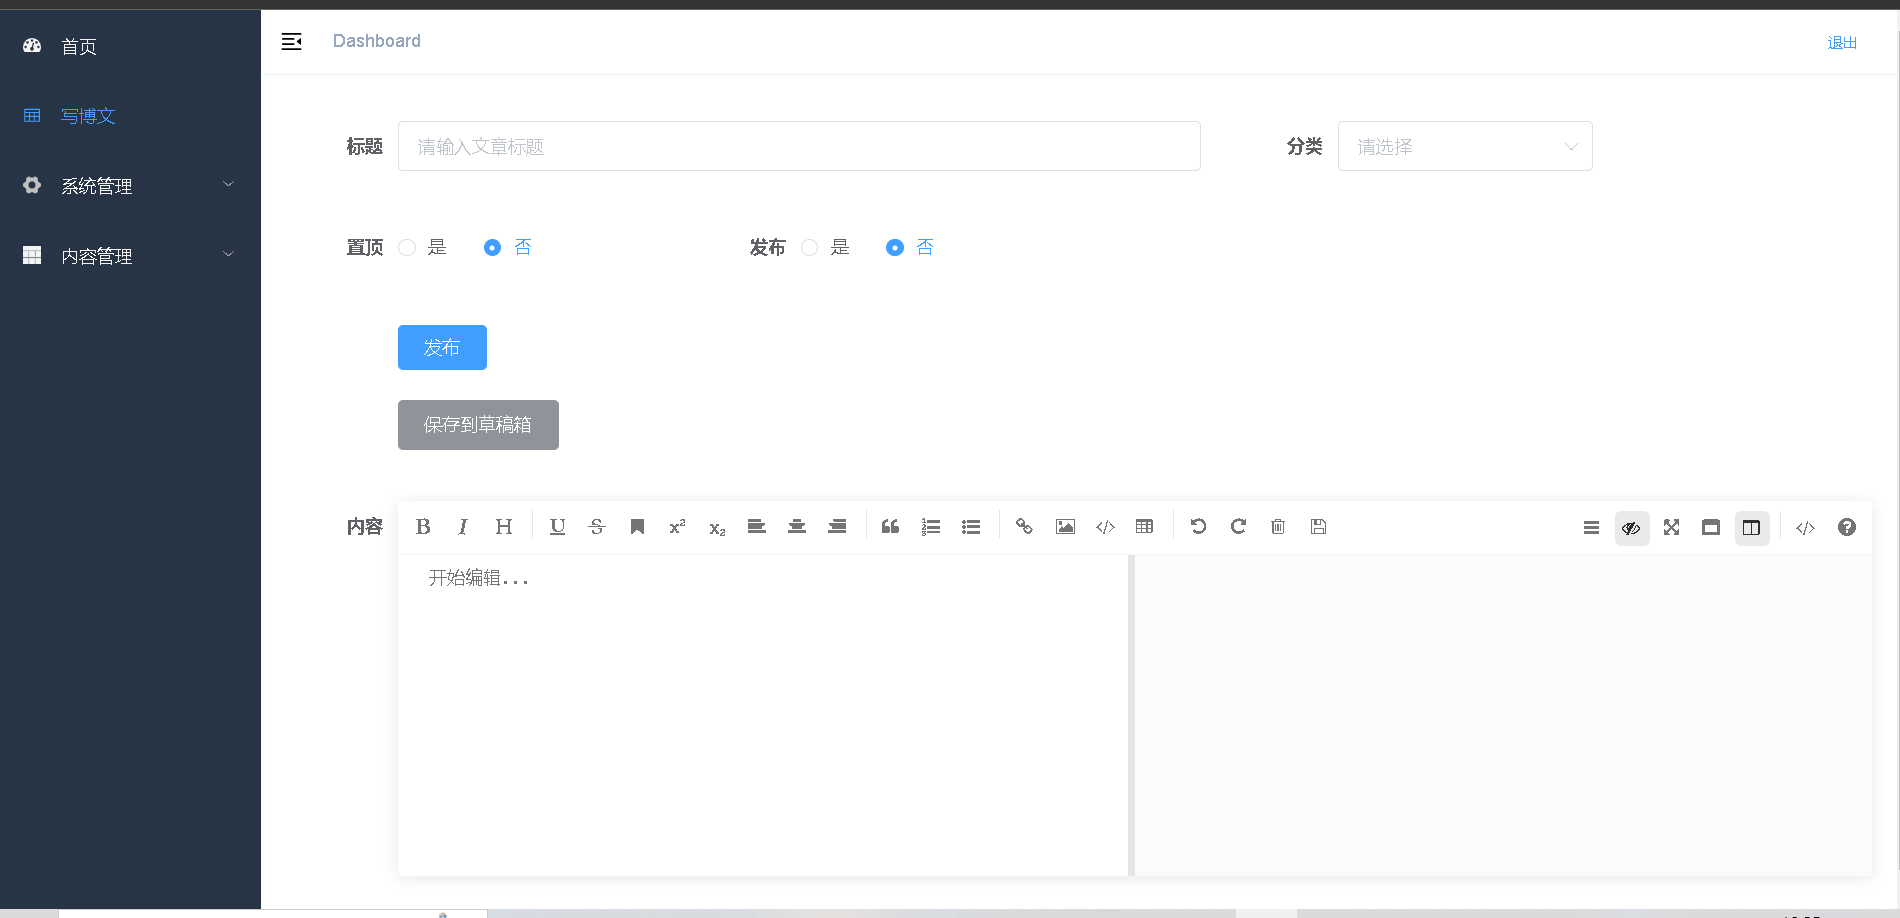 首页
写博文
系统管理
内容管理
Dashboard
退出
标题 请输入文章标题 分类 请选择
置顶 是 否 发布 是 否
发布
保存到草稿箱
内容
开始编辑...